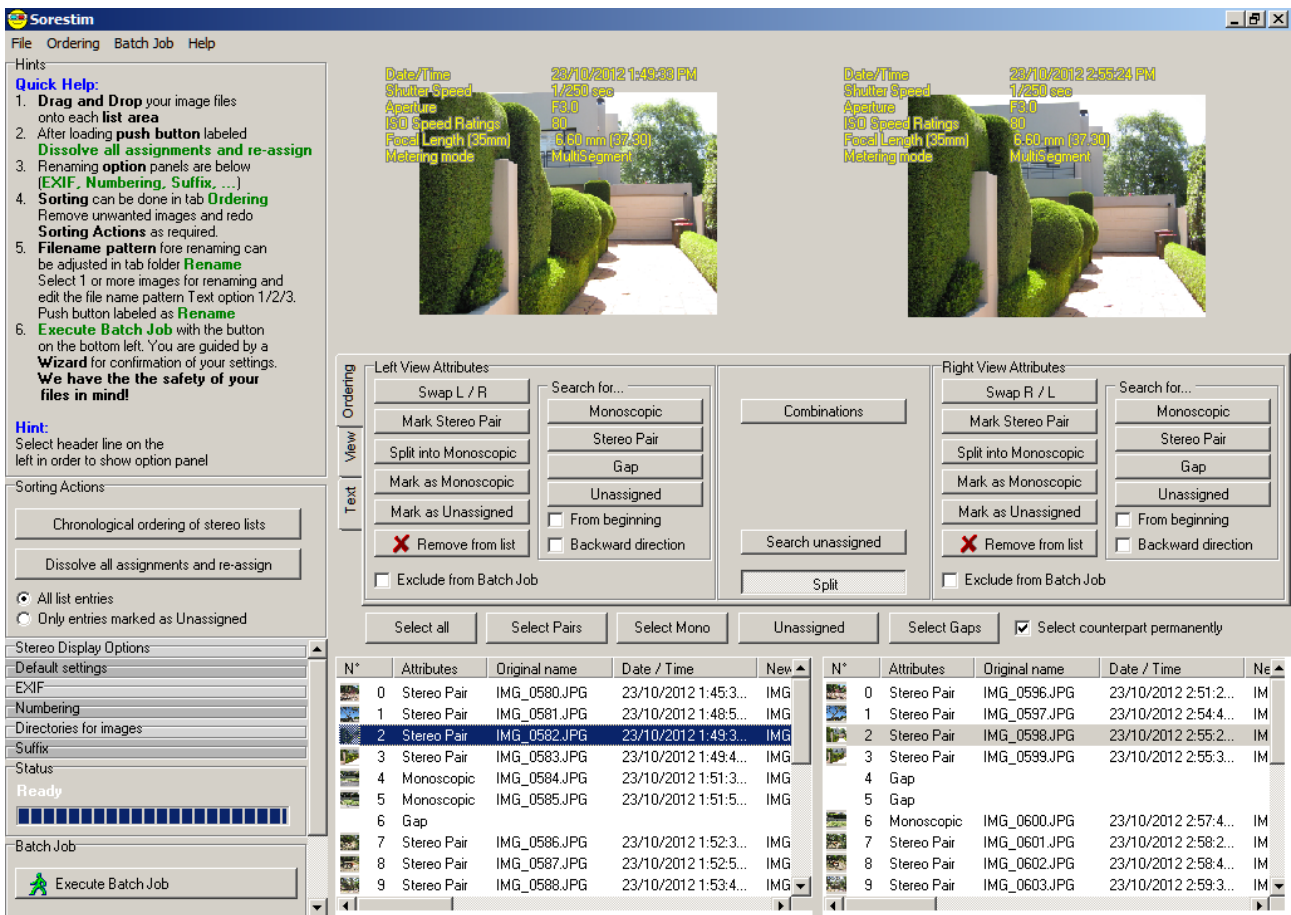 Sorestim
File Ordering Batch Job Help
Hints
Quick Help:
1. Drag and Drop your image files
onto each list area
2. After loading push button labeled
Dissolve all assignments and re-assign
3. Renaming option panels are below
(EXIF, Numbering, Suffix, ...)
4. Sorting can be done in tab Ordering
Remove unwanted images and redo
Sorting Actions as required.
5. Filename pattern fore renaming can
be adjusted in tab folder Rename
Select 1 or more images for renaming and
edit the file name pattern Text option 1/2/3.
Push button labeled as Rename
6. Execute Batch Job with the button
on the bottom left. You are guided by a
Wizard for confirmation of your settings.
We have the the safety of your
files in mind!
Hint:
Select header line on the
left in order to show option panel
Sorting Actions
Chronological ordering of stereo lists
Dissolve all assignments and re-assign
All list entries
Only entries marked as Unassigned
Stereo Display Options
Default settings
EXIF
Numbering
Directories for images
Suffix
Status
Ready
Batch Job
Execute Batch Job
Date/Time 23/10/2012 1:49:33 PM
Shutter Speed 1/250 sec
Aperture F3.0
ISO Speed Ratings 80
Focal Length (35mm) 6.60 mm (37.30)
Metering mode MultiSegment
Date/Time 23/10/2012 2:55:24 PM
Shutter Speed 1/250 sec
Aperture F3.0
ISO Speed Ratings 80
Focal Length (35mm) 6.60 mm (37.30)
Metering mode MultiSegment
Ordering
View
Text
Left View Attributes
Swap L / R
Mark Stereo Pair
Split into Monoscopic
Mark as Monoscopic
Mark as Unassigned
Remove from list
Exclude from Batch Job
Search for...
Monoscopic
Stereo Pair
Gap
Unassigned
From beginning
Backward direction
Combinations
Search unassigned
Split
Right View Attributes
Swap R / L
Mark Stereo Pair
Split into Monoscopic
Mark as Monoscopic
Mark as Unassigned
Remove from list
Exclude from Batch Job
Search for...
Monoscopic
Stereo Pair
Gap
Unassigned
From beginning
Backward direction
Select all Select Pairs Select Mono Unassigned Select Gaps Select counterpart permanently
N° Attributes Original name Date / Time New
0 Stereo Pair IMG_0580.JPG 23/10/2012 1:45:3... IMG
1 Stereo Pair IMG_0581.JPG 23/10/2012 1:48:5... IMG
2 Stereo Pair IMG_0582.JPG 23/10/2012 1:49:3... IMG
3 Stereo Pair IMG_0583.JPG 23/10/2012 1:49:4... IMG
4 Monoscopic IMG_0584.JPG 23/10/2012 1:51:3... IMG
5 Monoscopic IMG_0585.JPG 23/10/2012 1:51:5... IMG
6 Gap
7 Stereo Pair IMG_0586.JPG 23/10/2012 1:52:3... IMG
8 Stereo Pair IMG_0587.JPG 23/10/2012 1:52:5... IMG
9 Stereo Pair IMG_0588.JPG 23/10/2012 1:53:4... IMG
N° Attributes Original name Date / Time Ne
0 Stereo Pair IMG_0596.JPG 23/10/2012 2:51:2... IM
1 Stereo Pair IMG_0597.JPG 23/10/2012 2:54:4... IM
2 Stereo Pair IMG_0598.JPG 23/10/2012 2:55:2... IM
3 Stereo Pair IMG_0599.JPG 23/10/2012 2:55:3... IM
4 Gap
5 Gap
6 Monoscopic IMG_0600.JPG 23/10/2012 2:57:4... IM
7 Stereo Pair IMG_0601.JPG 23/10/2012 2:58:2... IM
8 Stereo Pair IMG_0602.JPG 23/10/2012 2:58:4... IM
9 Stereo Pair IMG_0603.JPG 23/10/2012 2:59:3... IM